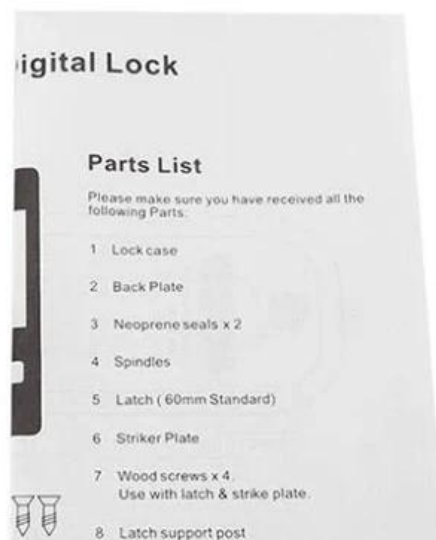 igital Lock
Parts List
Please make sure you have received all the
following Parts:
1 Lock case
2 Back Plate
3 Neoprene seals x 2
4 Spindles
5 Latch ( 60mm Standard)
6 Striker Plate
7 Wood screws x 4.
Use with latch & strike plate.
8 Latch support post